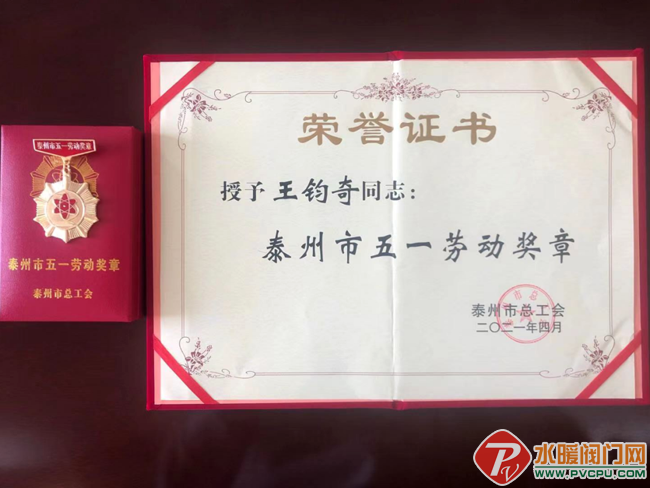 泰州市五一劳动奖章
泰州市五一劳动奖章
泰州市总工会
荣誉证书
授予王钧奇同志：
泰州市五一劳动奖章
泰州市总工会
二〇二一年四月
PV
水暖阀门网
WWW.PVCPU.COM